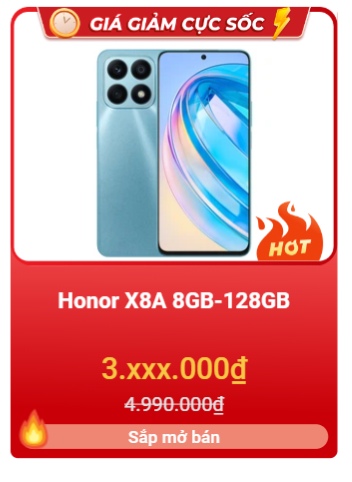 GIÁ GIẢM CỰC SỐC
HOT
Honor X8A 8GB-128GB
3.xxx.000₫
4.990.000₫
Sắp mở bán